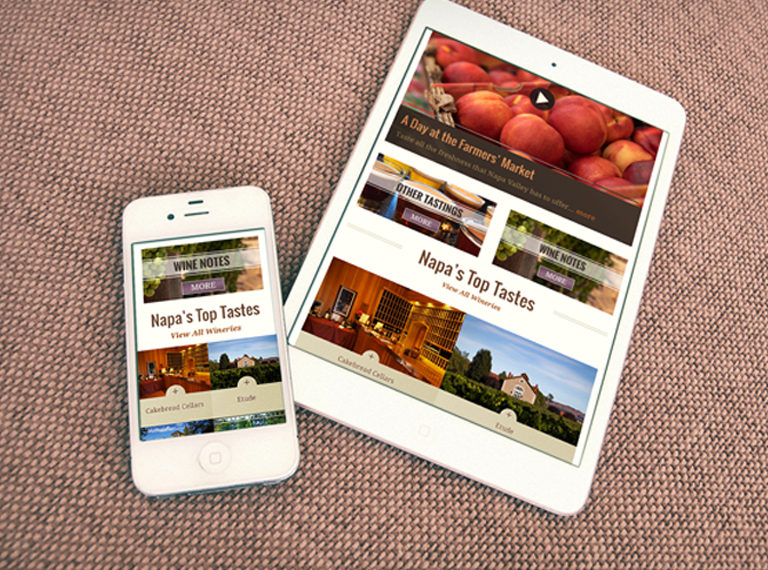 WINE NOTES
MORE
Napa's Top Tastes
View All Wineries
Cakebread Cellars
Etude
A Day at the Farmers' Market
Taste all the freshness that Napa Valley has to offer... more
OTHER TASTINGS
MORE
WINE NOTES
MORE
Napa's Top Tastes
View All Wineries
Cakebread Cellars
Etude